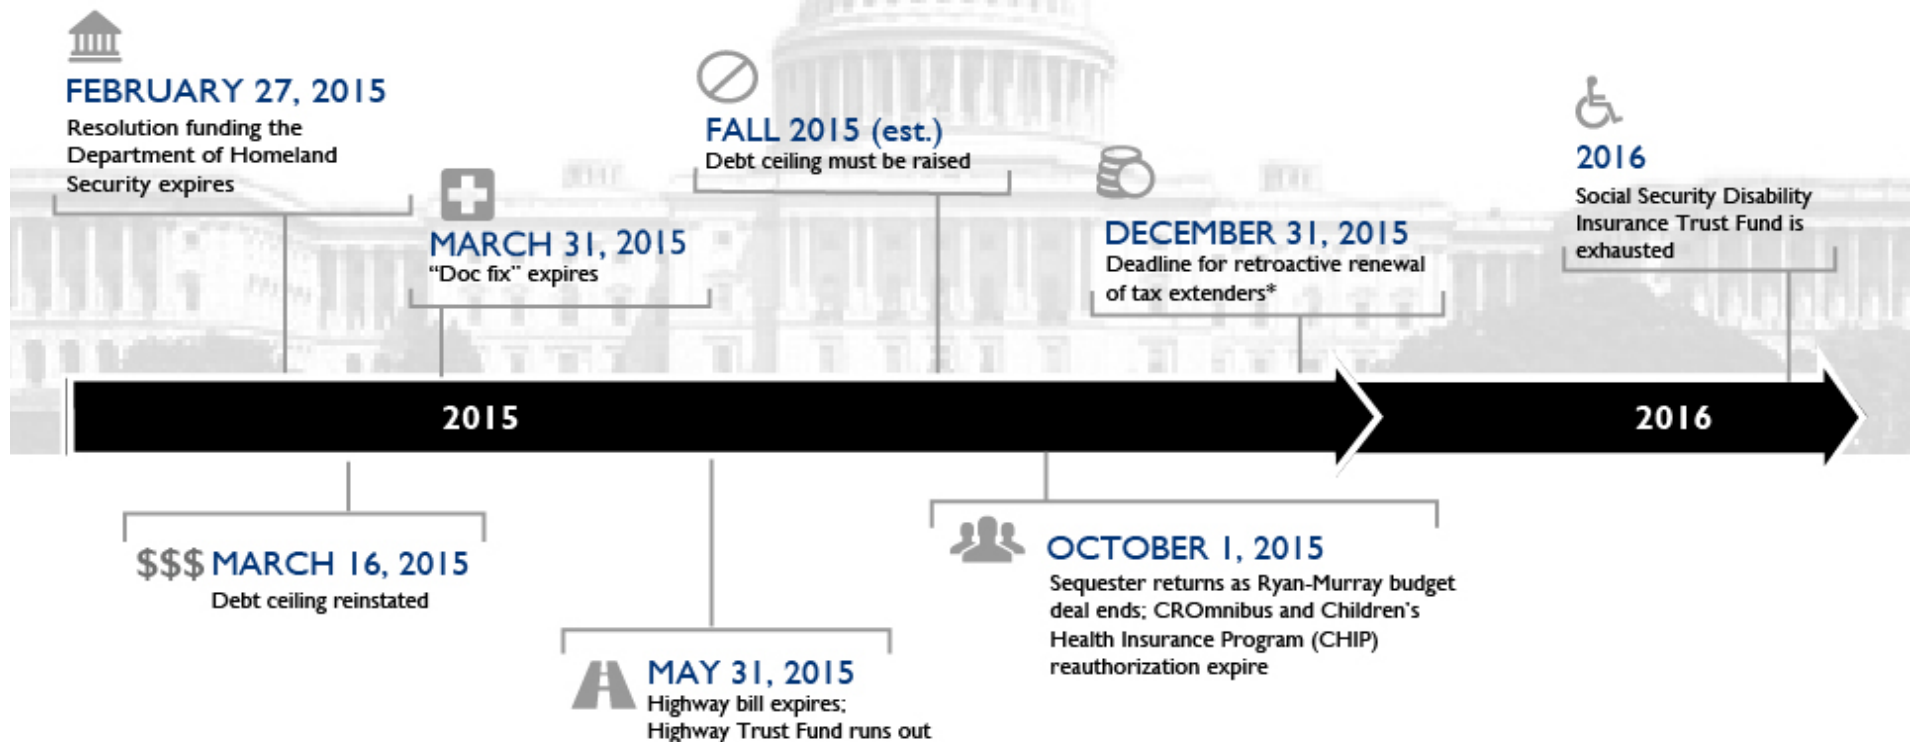 FEBRUARY 27, 2015
Resolution funding the
Department of Homeland
Security expires
MARCH 31, 2015
“Doc fix” expires
FALL 2015 (est.)
Debt ceiling must be raised
DECEMBER 31, 2015
Deadline for retroactive renewal
of tax extenders*
2016
Social Security Disability
Insurance Trust Fund is
exhausted
2015
2016
$$$ MARCH 16, 2015
Debt ceiling reinstated
MAY 31, 2015
Highway bill expires;
Highway Trust Fund runs out
OCTOBER 1, 2015
Sequester returns as Ryan-Murray budget
deal ends; CROmnibus and Children's
Health Insurance Program (CHIP)
reauthorization expire